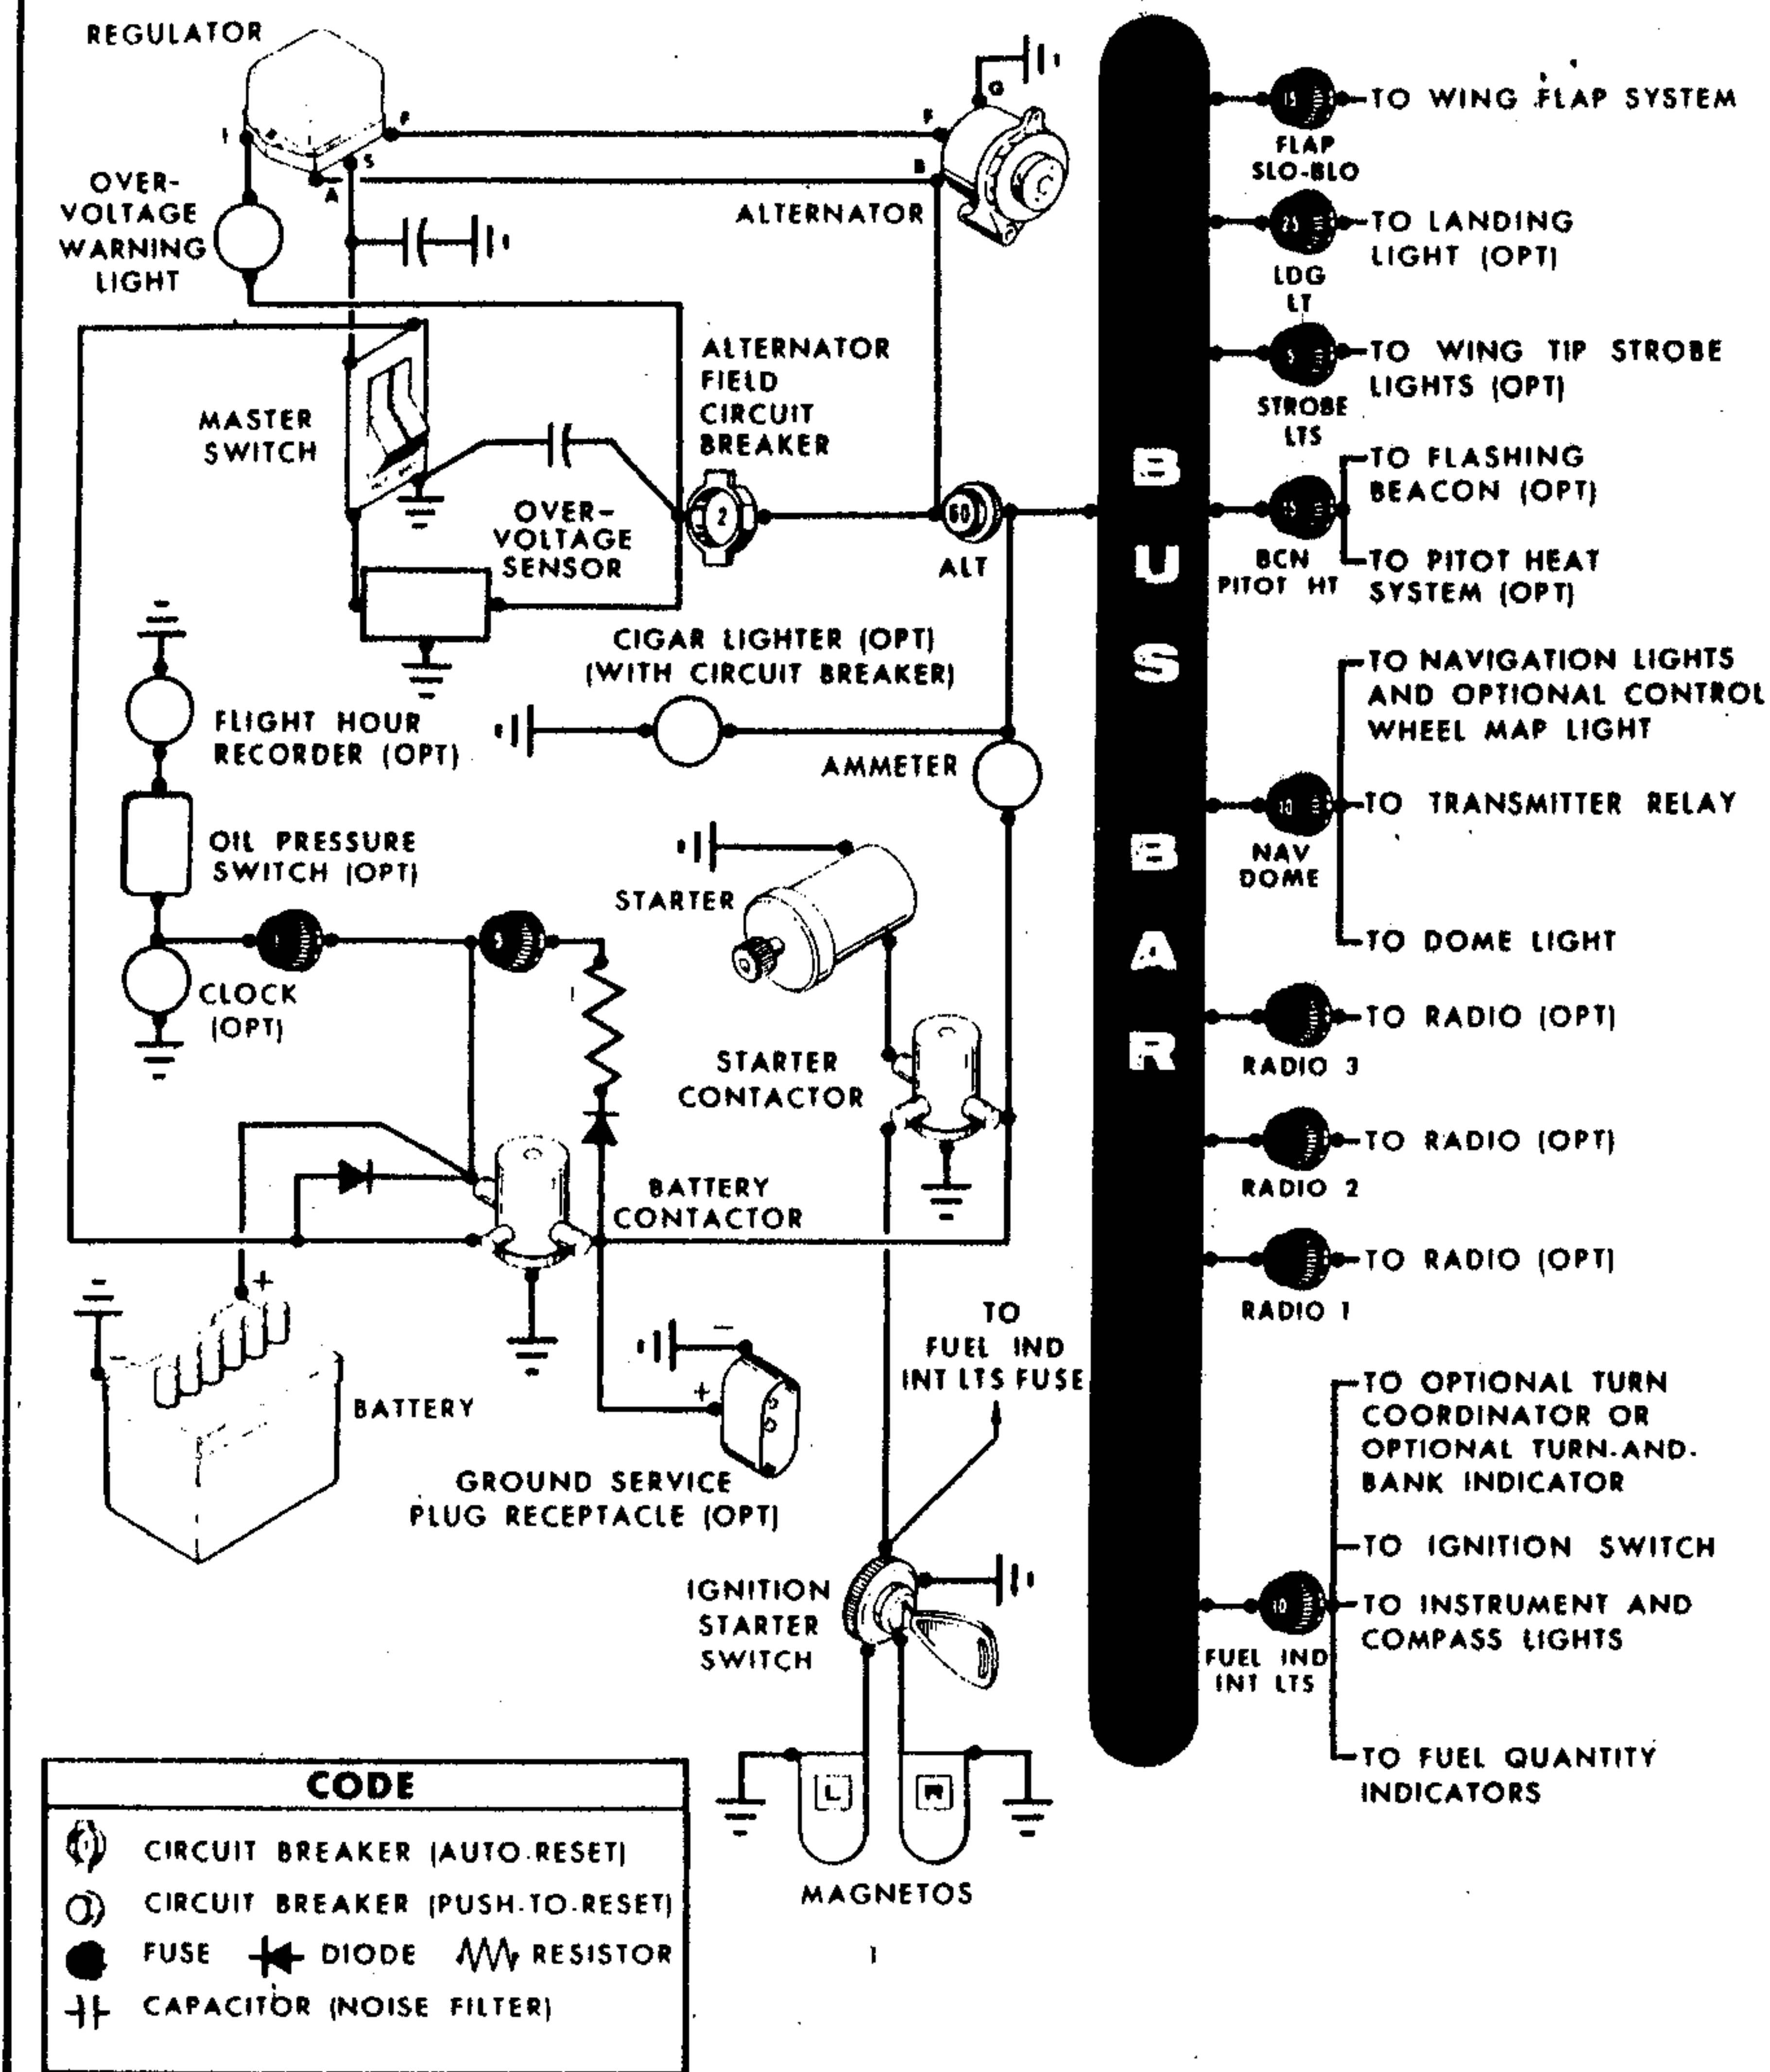 REGULATOR
I
F
S
A
OVER-
VOLTAGE
WARNING
LIGHT
G
F
B
ALTERNATOR
MASTER
SWITCH
ALTERNATOR
FIELD
CIRCUIT
BREAKER
2
60
ALT
OVER-
VOLTAGE
SENSOR
CIGAR LIGHTER (OPT)
(WITH CIRCUIT BREAKER)
FLIGHT HOUR
RECORDER (OPT)
AMMETER
OIL PRESSURE
SWITCH (OPT)
STARTER
CLOCK
(OPT)
STARTER
CONTACTOR
BATTERY
CONTACTOR
+
-
BATTERY
-
+
GROUND SERVICE
PLUG RECEPTACLE (OPT)
TO
FUEL IND
INT LTS FUSE
IGNITION
STARTER
SWITCH
L
R
MAGNETOS
BUS BAR
15
FLAP
SLO-BLO
TO WING FLAP SYSTEM
25
LDG
LT
TO LANDING
LIGHT (OPT)
5
STROBE
LTS
TO WING TIP STROBE
LIGHTS (OPT)
15
BCN
PITOT HT
TO FLASHING
BEACON (OPT)
TO PITOT HEAT
SYSTEM (OPT)
10
NAV
DOME
TO NAVIGATION LIGHTS
AND OPTIONAL CONTROL
WHEEL MAP LIGHT
TO TRANSMITTER RELAY
TO DOME LIGHT
RADIO 3
TO RADIO (OPT)
RADIO 2
TO RADIO (OPT)
RADIO 1
TO RADIO (OPT)
10
FUEL IND
INT LTS
TO OPTIONAL TURN
COORDINATOR OR
OPTIONAL TURN-AND-
BANK INDICATOR
TO IGNITION SWITCH
TO INSTRUMENT AND
COMPASS LIGHTS
TO FUEL QUANTITY
INDICATORS
CODE
CIRCUIT BREAKER (AUTO-RESET)
CIRCUIT BREAKER (PUSH-TO-RESET)
FUSE DIODE RESISTOR
CAPACITOR (NOISE FILTER)